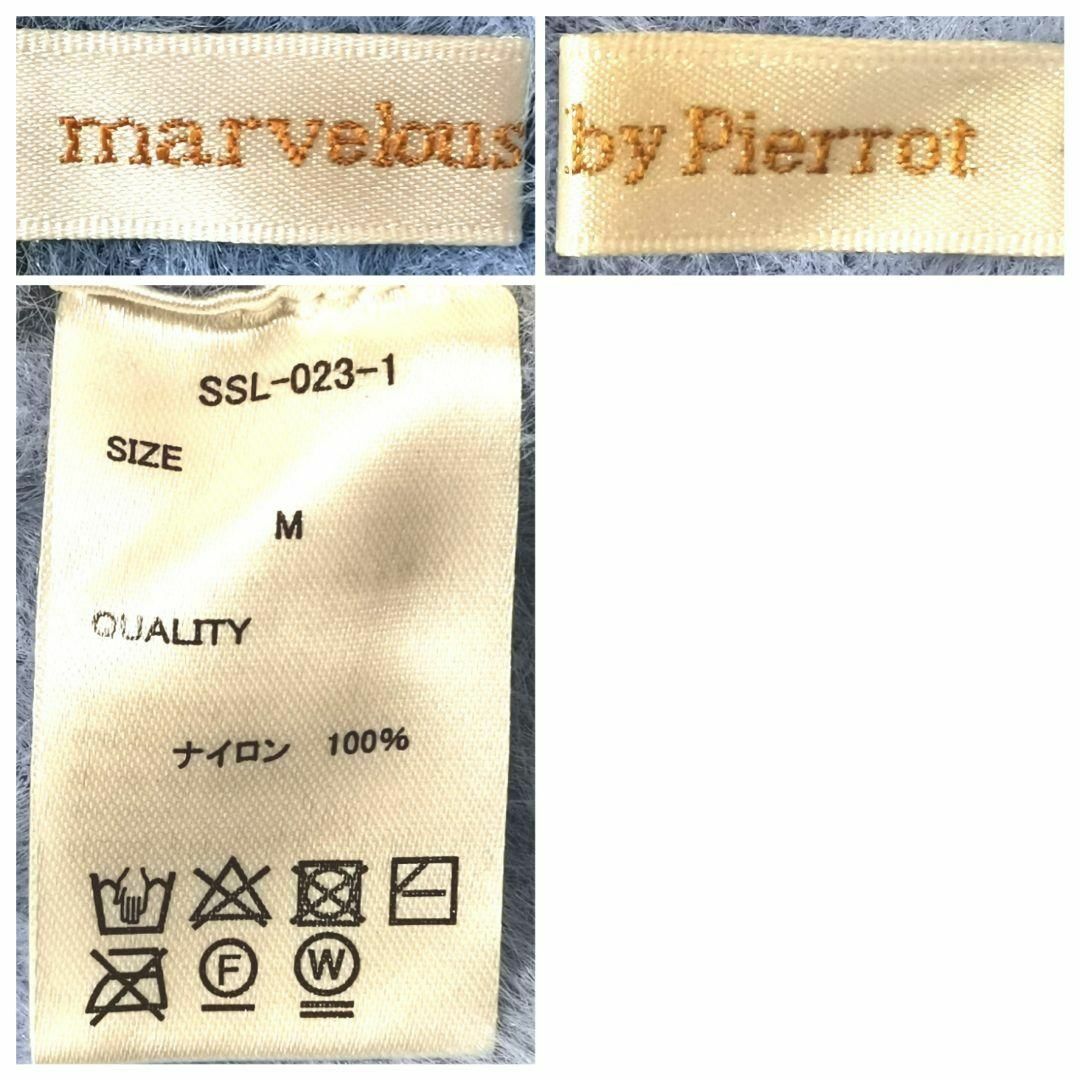 marvelous
by Pierrot
SSL-023-1
SIZE
M
QUALITY
ナイロン 100%
F
W